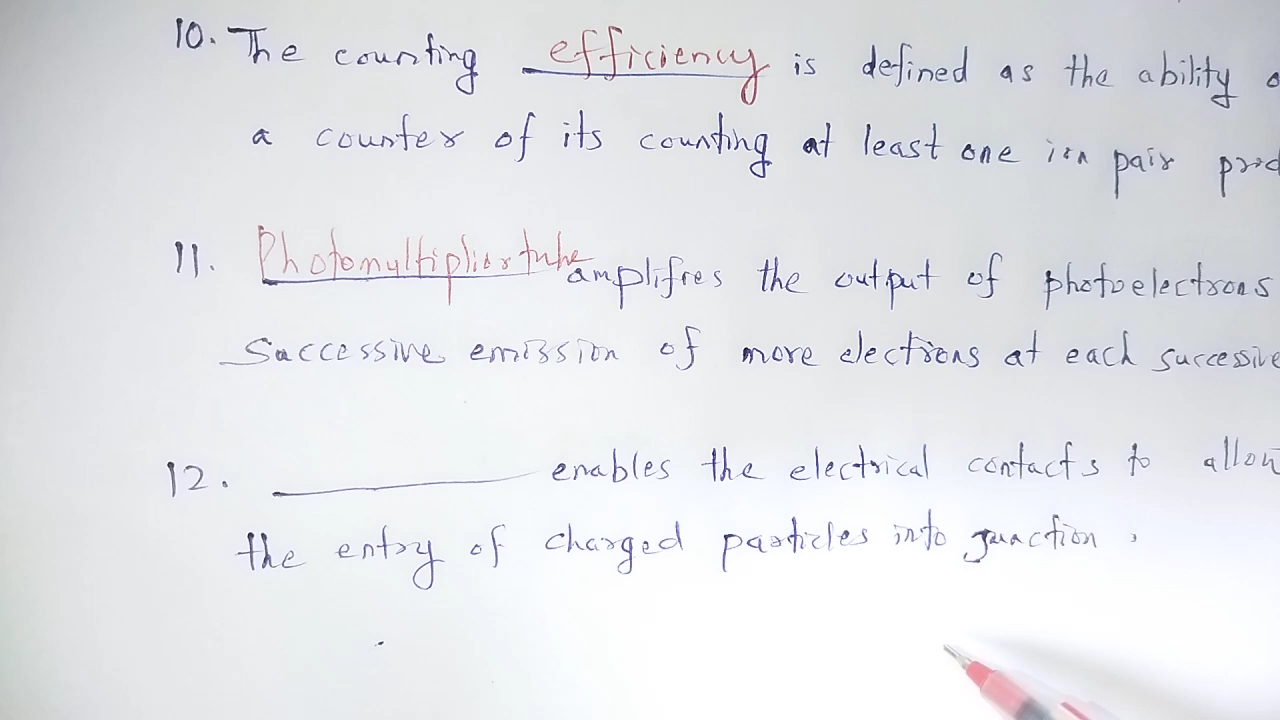 10. The counting efficiency is defined as the ability
a counter of its counting at least one ion pair prod
11. Photomultiplier tube amplifies the output of photoelectrons
Successive emission of more electrons at each successive
12. ________ enables the electrical contacts to allow
the entry of charged particles into junction.